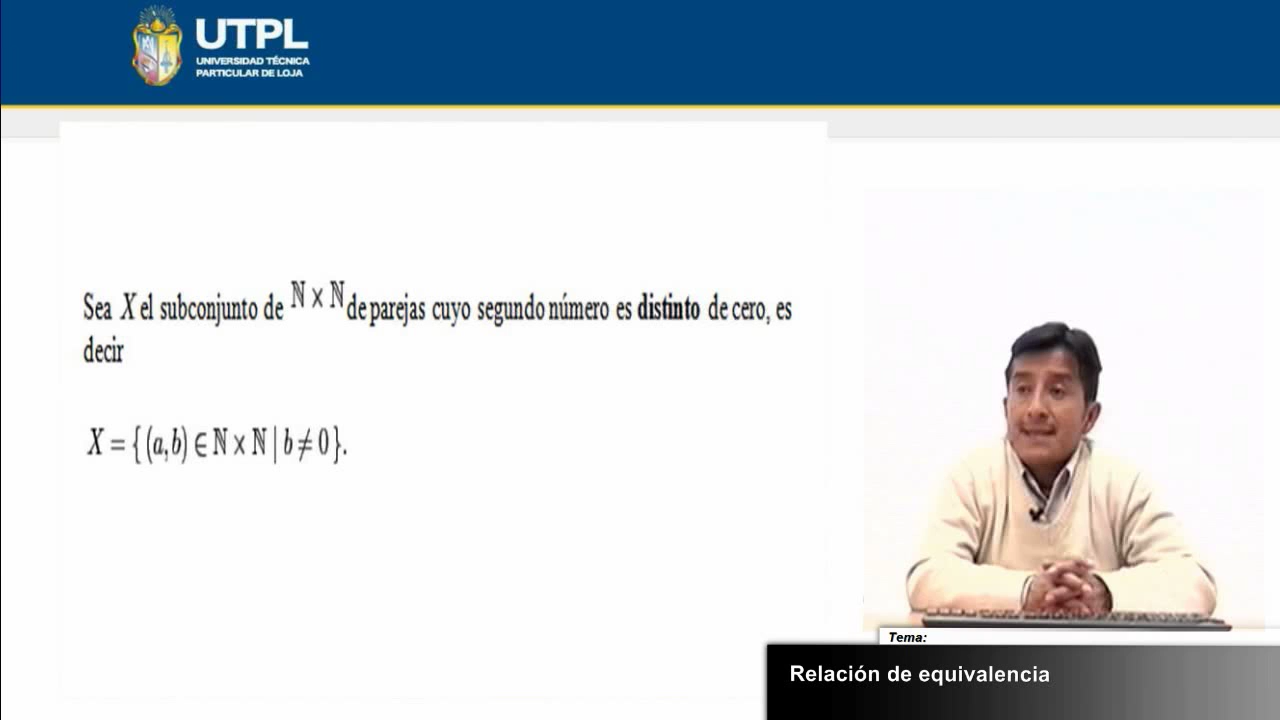 UTPL
UNIVERSIDAD TÉCNICA
PARTICULAR DE LOJA
Sea X el subconjunto de ℕ × ℕ de parejas cuyo segundo número es distinto de cero, es
decir
X = { (a,b) ∈ ℕ × ℕ | b ≠ 0 }.
Tema:
Relación de equivalencia